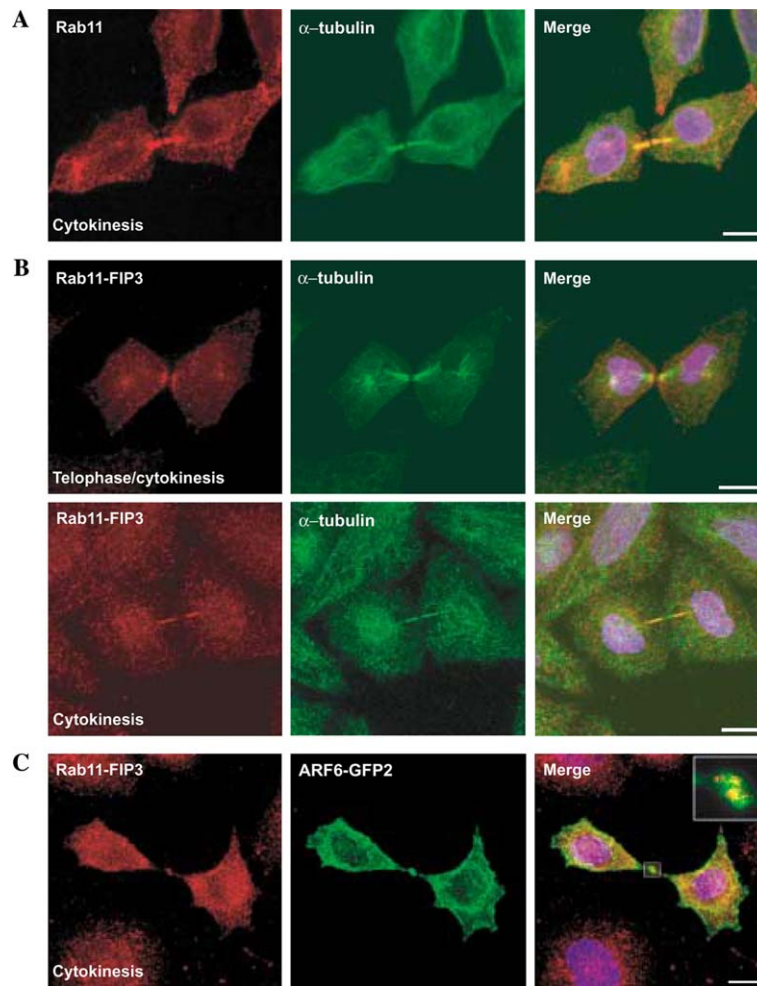 A
Rab11
α–tubulin
Merge
Cytokinesis
B
Rab11-FIP3
α–tubulin
Merge
Telophase/cytokinesis
Rab11-FIP3
α–tubulin
Merge
Cytokinesis
C
Rab11-FIP3
ARF6-GFP2
Merge
Cytokinesis